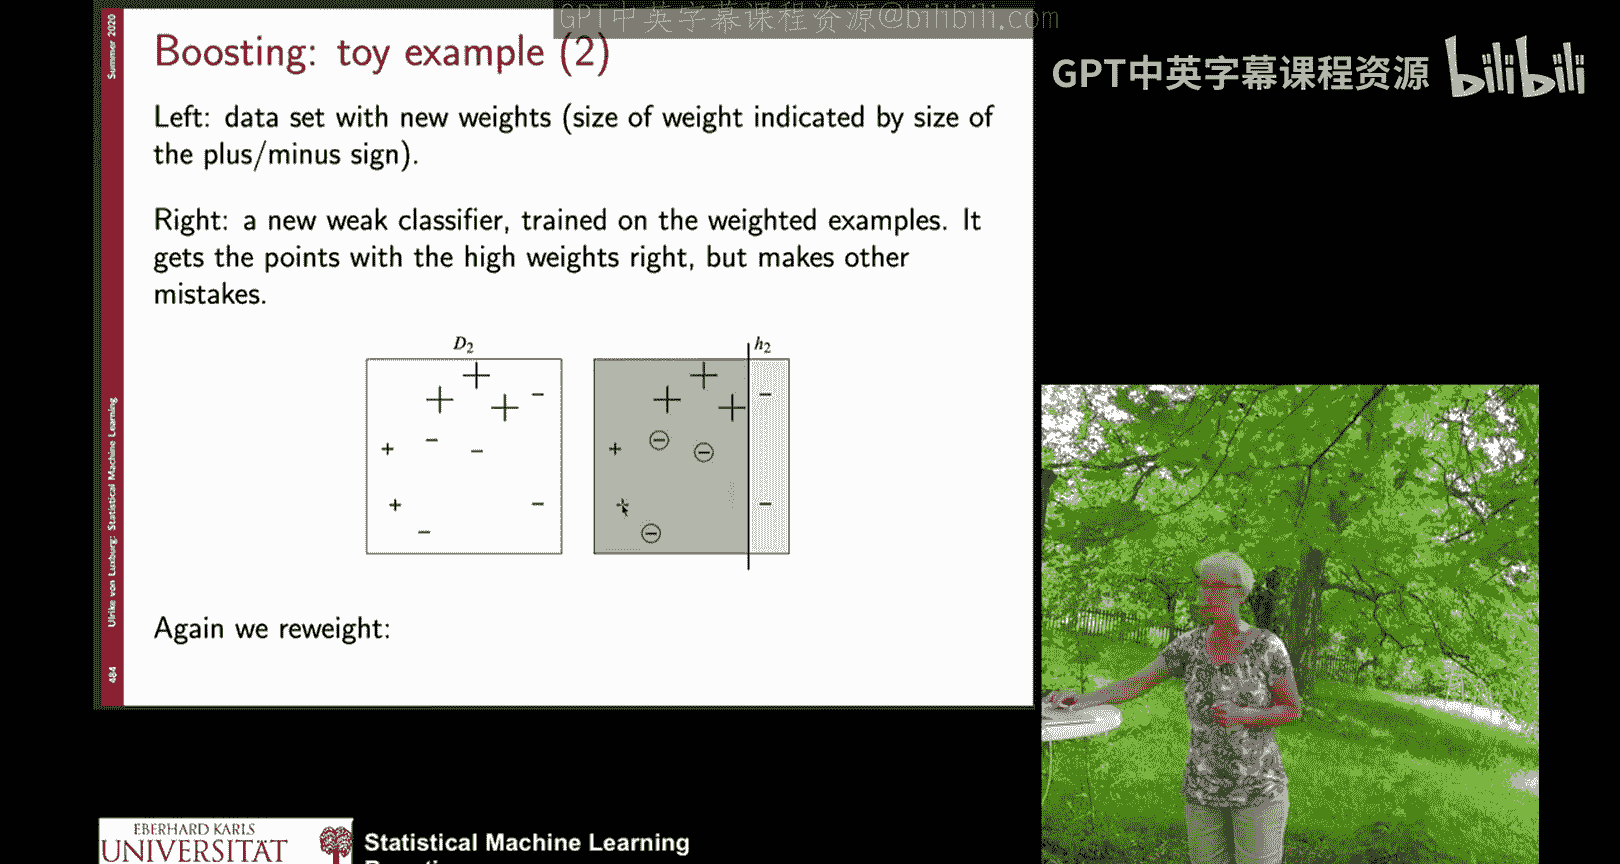 GPT中英字幕课程资源@bilibili.com
GPT中英字幕课程资源 bilibili
Summer 2020
Boosting: toy example (2)
Left: data set with new weights (size of weight indicated by size of
the plus/minus sign).
Right: a new weak classifier, trained on the weighted examples. It
gets the points with the high weights right, but makes other
mistakes.
D2
h2
Again we reweight:
Ulrike von Luxburg: Statistical Machine Learning
484
EBERHARD KARLS
UNIVERSITÄT
Statistical Machine Learning